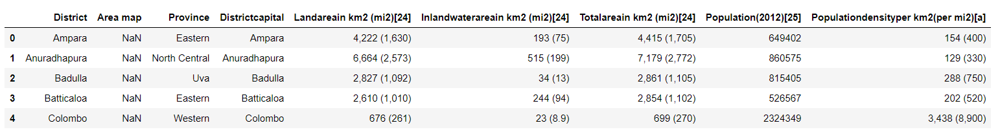 District Area map Province Districtcapital Landareain km2 (mi2)[24] Inlandwaterareain km2 (mi2)[24] Totalareain km2 (mi2)[24] Population(2012)[25] Populationdensityper km2(per mi2)[a]
0 Ampara NaN Eastern Ampara 4,222 (1,630) 193 (75) 4,415 (1,705) 649402 154 (400)
1 Anuradhapura NaN North Central Anuradhapura 6,664 (2,573) 515 (199) 7,179 (2,772) 860575 129 (330)
2 Badulla NaN Uva Badulla 2,827 (1,092) 34 (13) 2,861 (1,105) 815405 288 (750)
3 Batticaloa NaN Eastern Batticaloa 2,610 (1,010) 244 (94) 2,854 (1,102) 526567 202 (520)
4 Colombo NaN Western Colombo 676 (261) 23 (8.9) 699 (270) 2324349 3,438 (8,900)